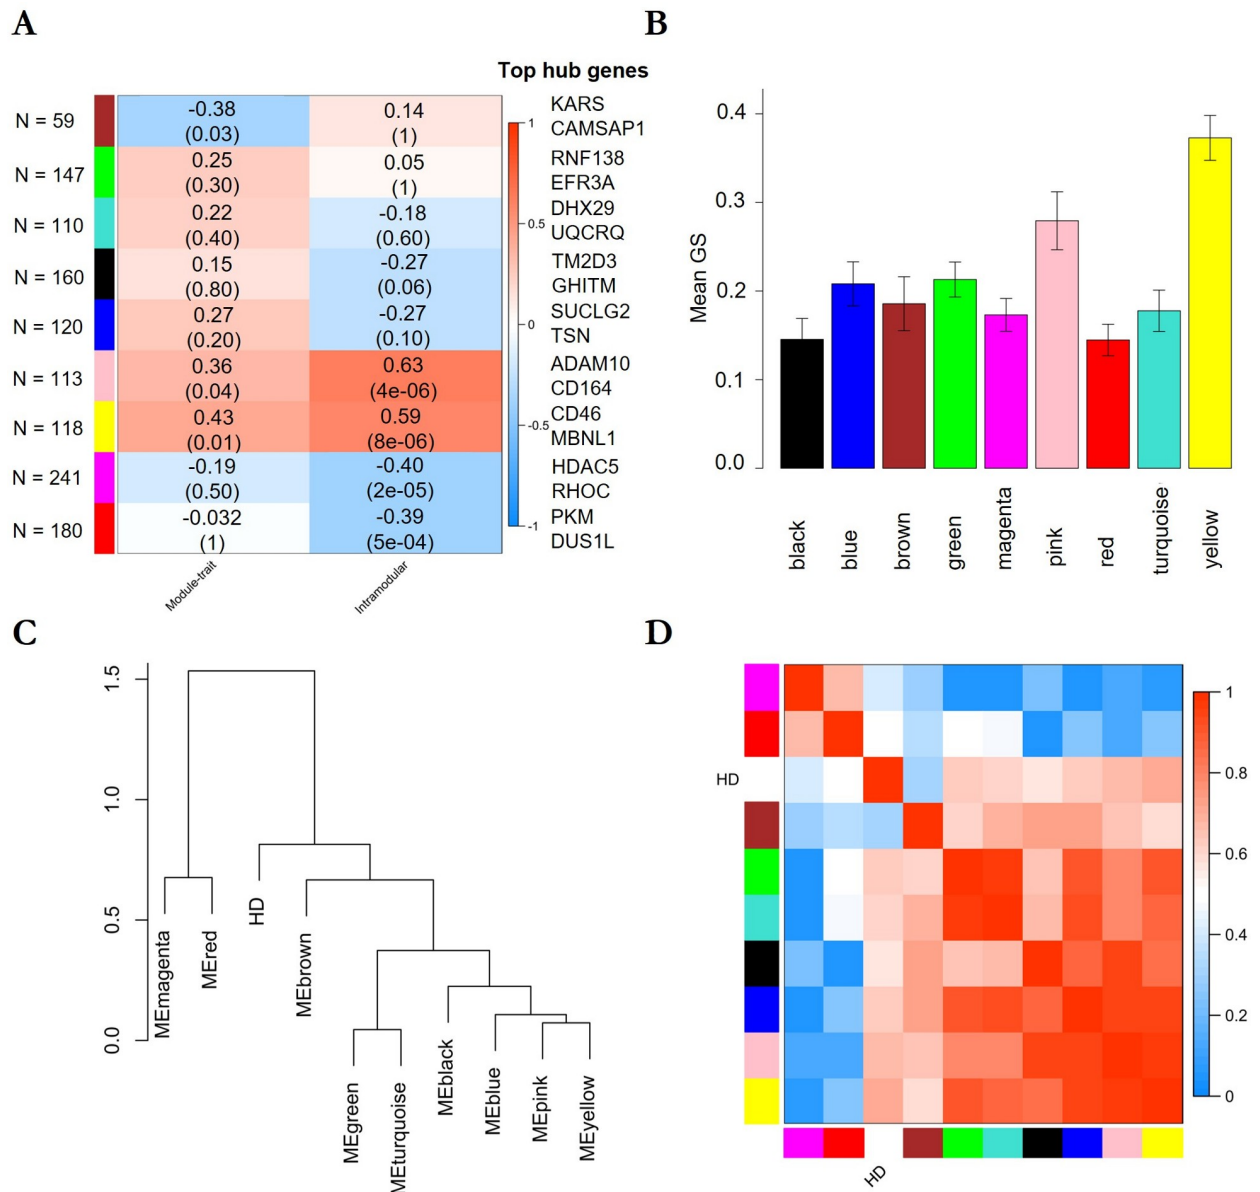 A
Top hub genes
N = 59
-0.38
(0.03)
0.14
(1)
KARS
CAMSAP1
N = 147
0.25
(0.30)
0.05
(1)
RNF138
EFR3A
N = 110
0.22
(0.40)
-0.18
(0.60)
DHX29
UQCRQ
N = 160
0.15
(0.80)
-0.27
(0.06)
TM2D3
GHITM
N = 120
0.27
(0.20)
-0.27
(0.10)
SUCLG2
TSN
N = 113
0.36
(0.04)
0.63
(4e-06)
ADAM10
CD164
N = 118
0.43
(0.01)
0.59
(8e-06)
CD46
MBNL1
N = 241
-0.19
(0.50)
-0.40
(2e-05)
HDAC5
RHOC
N = 180
-0.032
(1)
-0.39
(5e-04)
PKM
DUS1L
1
0.5
0
-0.5
-1
Module-trait
Intramodular
B
Mean GS
0.4
0.3
0.2
0.1
0.0
black
blue
brown
green
magenta
pink
red
turquoise
yellow
C
1.5
1.0
0.5
0.0
MEmagenta
MEred
HD
MEbrown
MEgreen
MEturquoise
MEblack
MEblue
MEpink
MEyellow
D
HD
HD
1
0.8
0.6
0.4
0.2
0